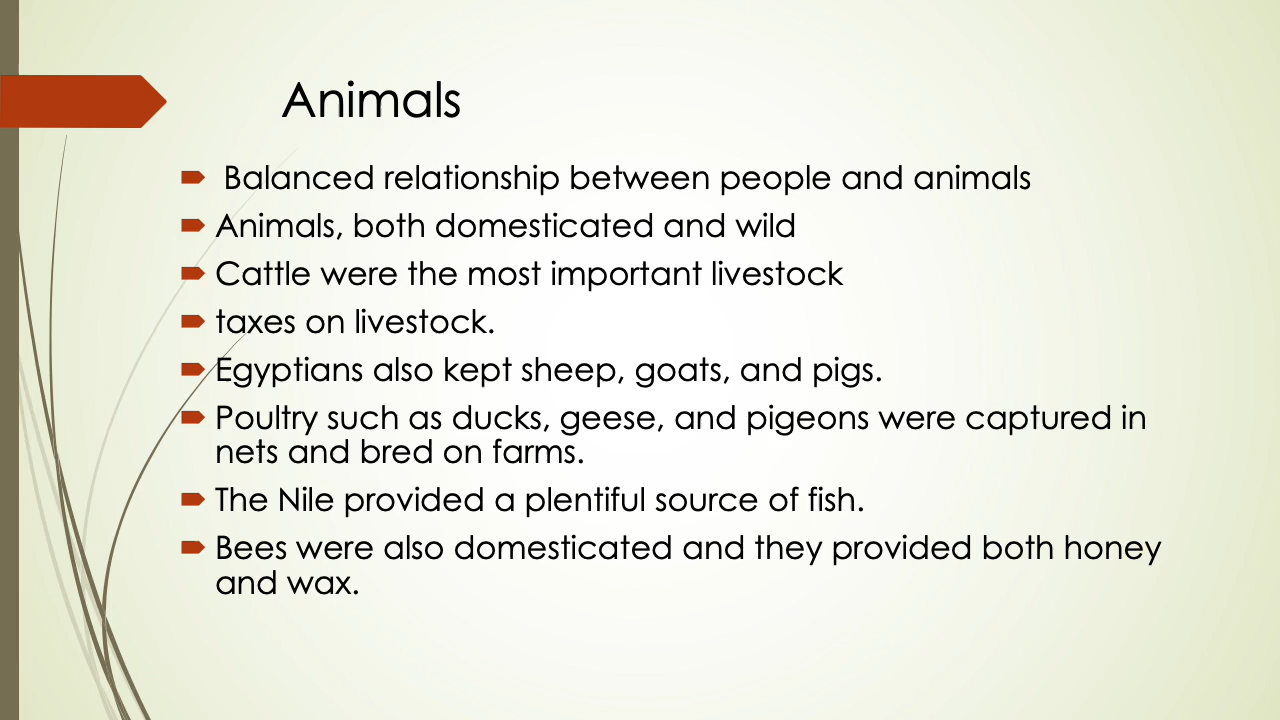 Animals
Balanced relationship between people and animals
Animals, both domesticated and wild
Cattle were the most important livestock
taxes on livestock.
Egyptians also kept sheep, goats, and pigs.
Poultry such as ducks, geese, and pigeons were captured in
nets and bred on farms.
The Nile provided a plentiful source of fish.
Bees were also domesticated and they provided both honey
and wax.